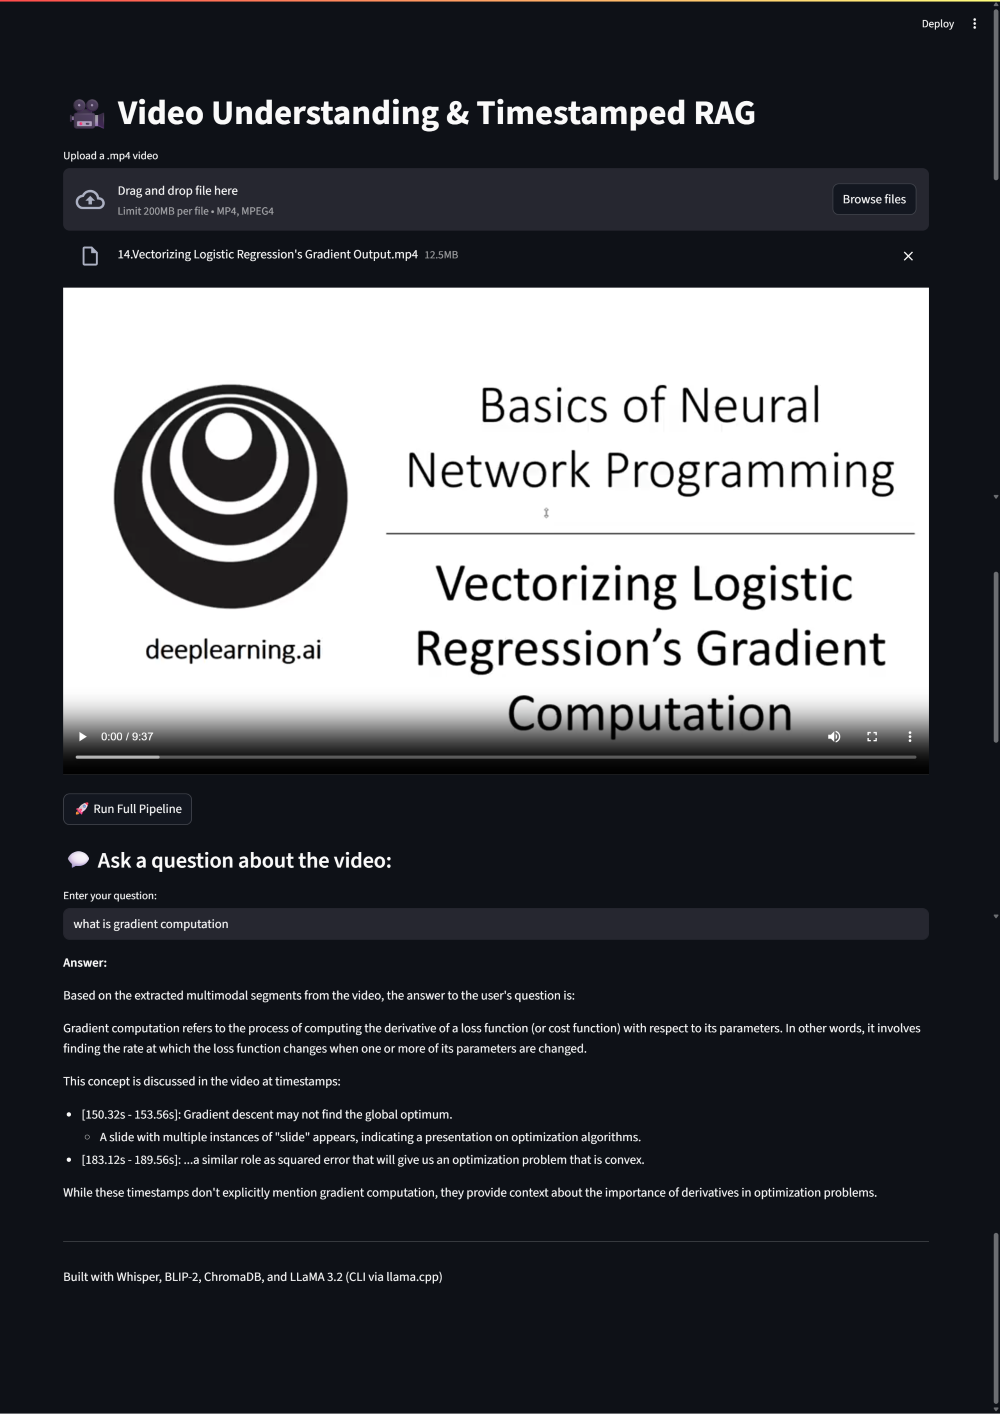 Deploy
Video Understanding & Timestamped RAG
Upload a .mp4 video
Drag and drop file here
Limit 200MB per file • MP4, MPEG4
Browse files
14.Vectorizing Logistic Regression's Gradient Output.mp4 12.5MB
Basics of Neural
Network Programming
Vectorizing Logistic
Regression’s Gradient
Computation
deeplearning.ai
0:00 / 9:37
🚀 Run Full Pipeline
💬 Ask a question about the video:
Enter your question:
what is gradient computation
Answer:
Based on the extracted multimodal segments from the video, the answer to the user's question is:
Gradient computation refers to the process of computing the derivative of a loss function (or cost function) with respect to its parameters. In other words, it involves
finding the rate at which the loss function changes when one or more of its parameters are changed.
This concept is discussed in the video at timestamps:
• [150.32s - 153.56s]: Gradient descent may not find the global optimum.
◦ A slide with multiple instances of "slide" appears, indicating a presentation on optimization algorithms.
• [183.12s - 189.56s]: ...a similar role as squared error that will give us an optimization problem that is convex.
While these timestamps don't explicitly mention gradient computation, they provide context about the importance of derivatives in optimization problems.
Built with Whisper, BLIP-2, ChromaDB, and LLaMA 3.2 (CLI via llama.cpp)